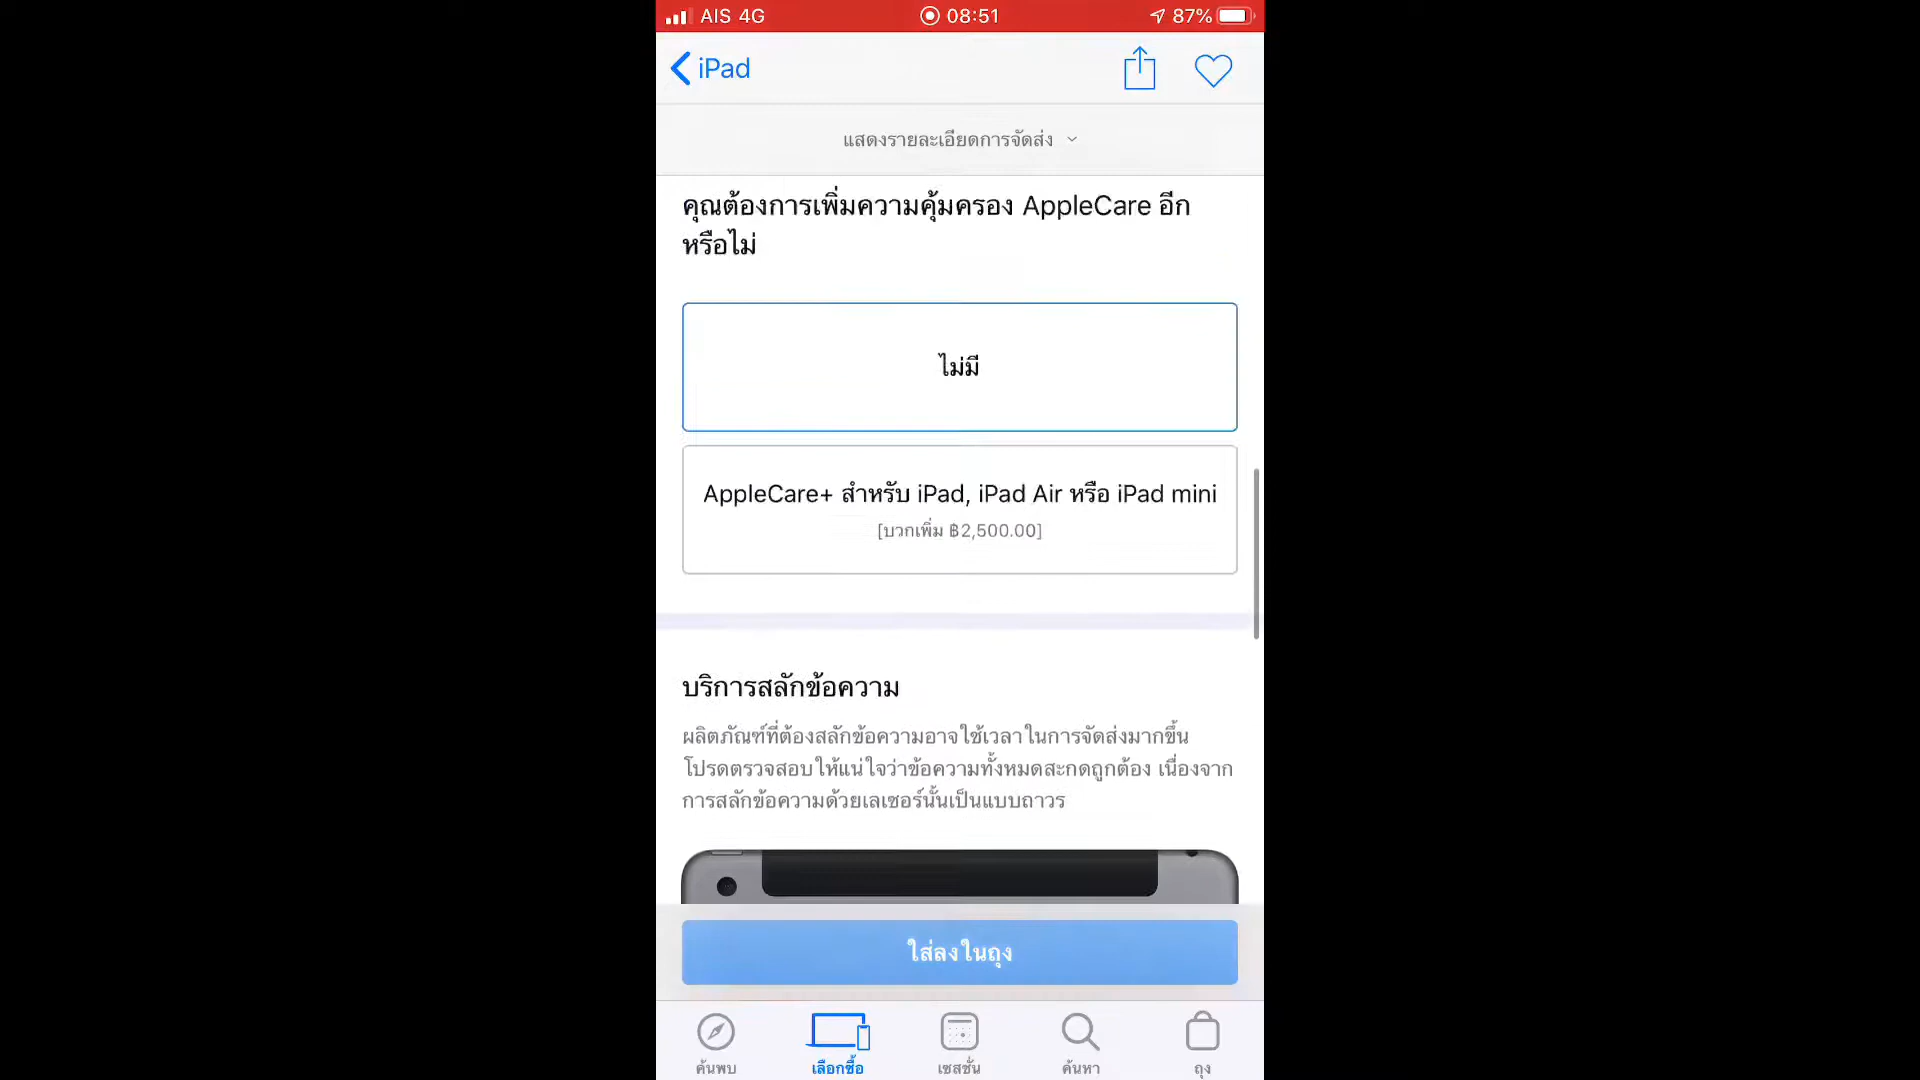 AIS 4G
08:51
87%
iPad
แสดงรายละเอียดการจัดส่ง
คุณต้องการเพิ่มความคุ้มครอง AppleCare อีก
หรือไม่
ไม่มี
AppleCare+ สำหรับ iPad, iPad Air หรือ iPad mini
[บวกเพิ่ม ฿2,500.00]
บริการสลักข้อความ
ผลิตภัณฑ์ที่ต้องสลักข้อความอาจใช้เวลาในการจัดส่งมากขึ้น
โปรดตรวจสอบให้แน่ใจว่าข้อความทั้งหมดสะกดถูกต้อง เนื่องจาก
การสลักข้อความด้วยเลเซอร์นั้นเป็นแบบถาวร
ใส่ลงในถุง
ค้นพบ
เลือกซื้อ
เซสชั่น
ค้นหา
ถุง